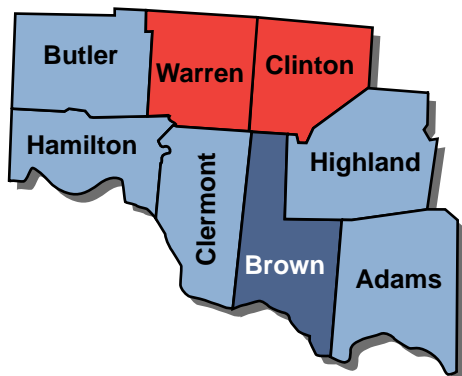 Butler
Warren
Clinton
Hamilton
Highland
Clermont
Brown
Adams